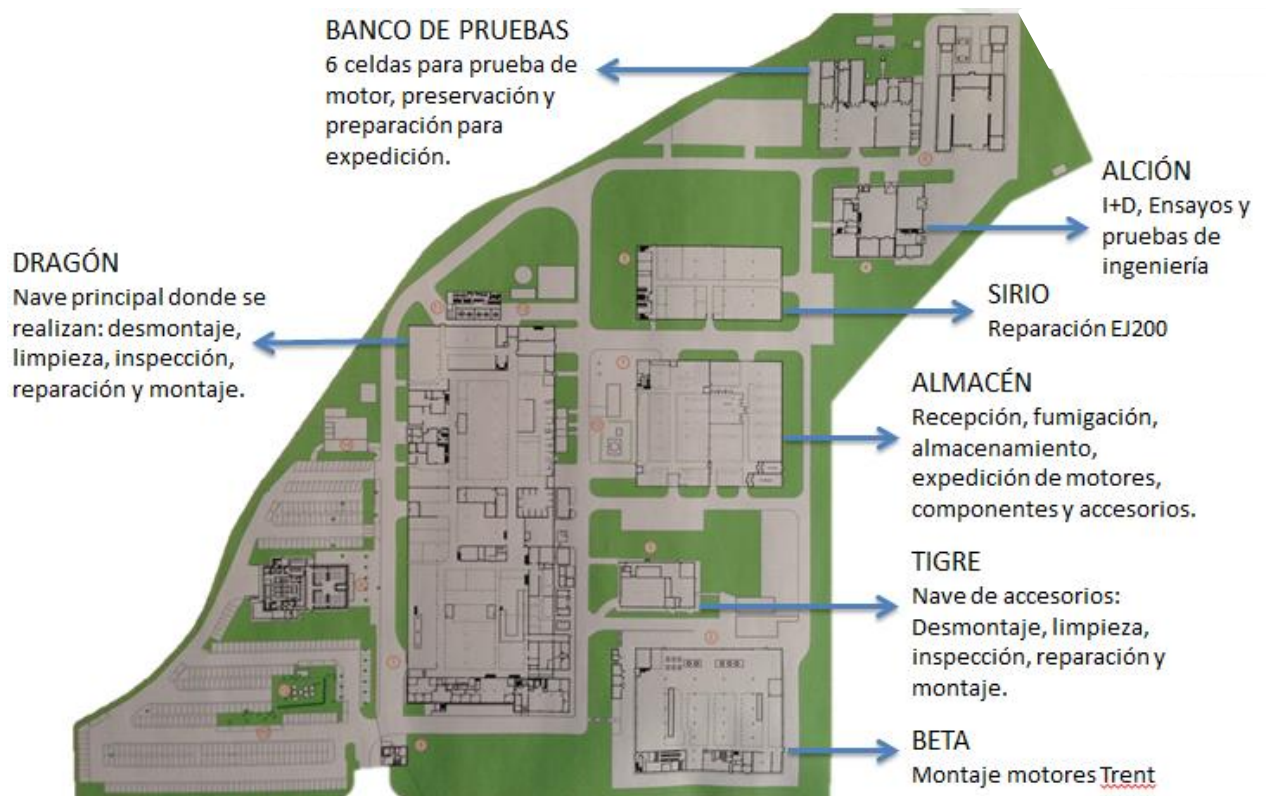 BANCO DE PRUEBAS
6 celdas para prueba de
motor, preservación y
preparación para
expedición.
ALCIÓN
I+D, Ensayos y
pruebas de
ingeniería
DRAGÓN
Nave principal donde se
realizan: desmontaje,
limpieza, inspección,
reparación y montaje.
SIRIO
Reparación EJ200
ALMACÉN
Recepción, fumigación,
almacenamiento,
expedición de motores,
componentes y accesorios.
TIGRE
Nave de accesorios:
Desmontaje, limpieza,
inspección, reparación y
montaje.
BETA
Montaje motores Trent